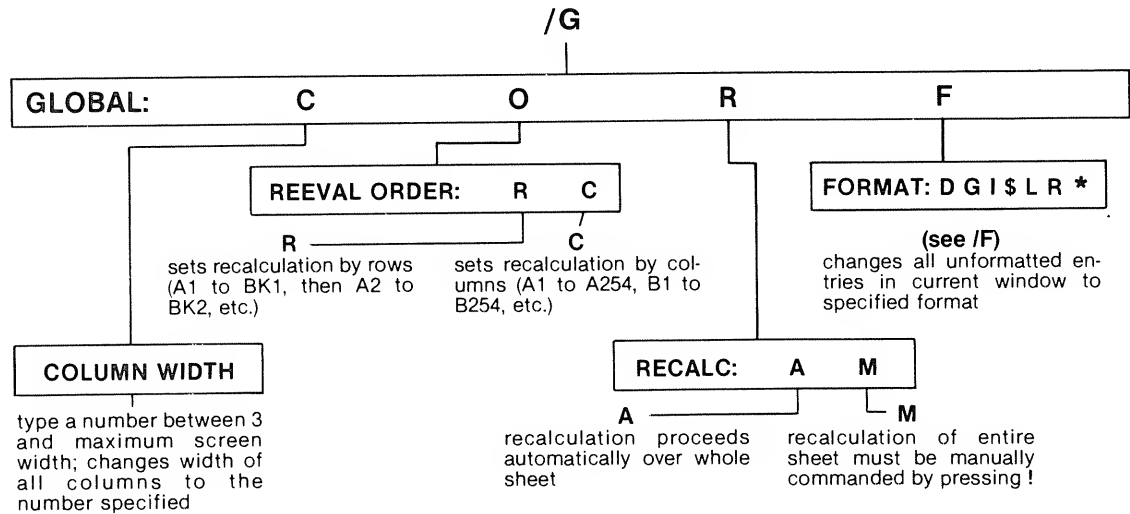 /G
GLOBAL: C O R F
REEVAL ORDER: R C
R
sets recalculation by rows
(A1 to BK1, then A2 to
BK2, etc.)
C
sets recalculation by col-
umns (A1 to A254, B1 to
B254, etc.)
FORMAT: D G I $ L R *
(see /F)
changes all unformatted en-
tries in current window to
specified format
COLUMN WIDTH
type a number between 3
and maximum screen
width; changes width of
all columns to the
number specified
RECALC: A M
A
recalculation proceeds
automatically over whole
sheet
M
recalculation of entire
sheet must be manually
commanded by pressing !